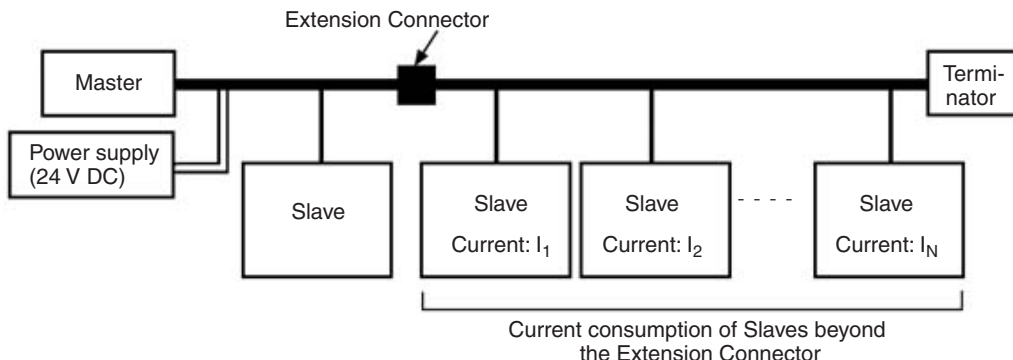 Extension Connector
Master
Termi-
nator
Power supply
(24 V DC)
Slave
Slave
Current: I₁
Slave
Current: I₂
- - - -
Slave
Current: I_N
Current consumption of Slaves beyond
the Extension Connector